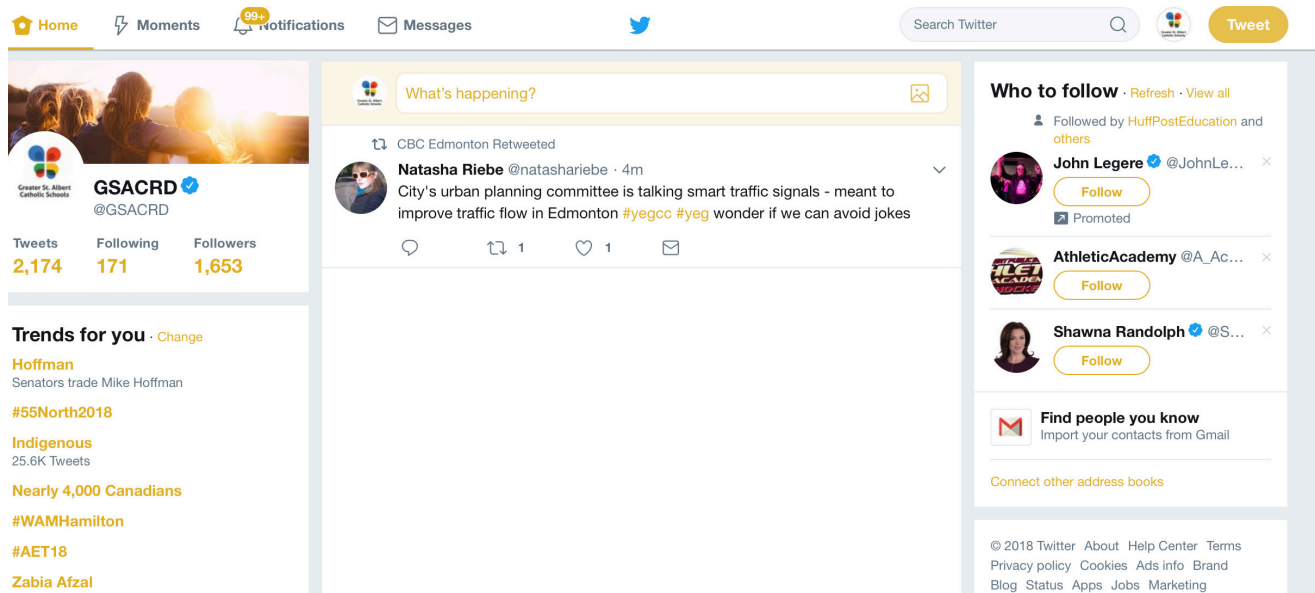 Home
Moments
99+
Notifications
Messages
Search Twitter
Tweet
Greater St. Albert
Catholic Schools
GSACRD
@GSACRD
Tweets Following Followers
2,174 171 1,653
Trends for you · Change
Hoffman
Senators trade Mike Hoffman
#55North2018
Indigenous
25.6K Tweets
Nearly 4,000 Canadians
#WAMHamilton
#AET18
Zabia Afzal
What's happening?
CBC Edmonton Retweeted
Natasha Riebe @natashariebe · 4m
City's urban planning committee is talking smart traffic signals - meant to
improve traffic flow in Edmonton #yegcc #yeg wonder if we can avoid jokes
1 1
Who to follow · Refresh · View all
Followed by HuffPostEducation and
others
John Legere @JohnLe...
Follow
Promoted
AthleticAcademy @A_Ac...
Follow
Shawna Randolph @S...
Follow
Find people you know
Import your contacts from Gmail
Connect other address books
© 2018 Twitter About Help Center Terms
Privacy policy Cookies Ads info Brand
Blog Status Apps Jobs Marketing